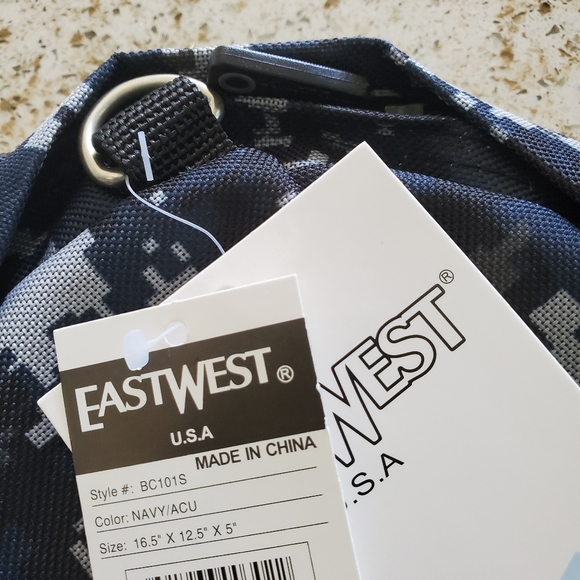 EASTWEST®
U.S.A
MADE IN CHINA
Style #: BC101S
Color: NAVY/ACU
Size: 16.5" X 12.5" X 5"
WEST®
.S.A